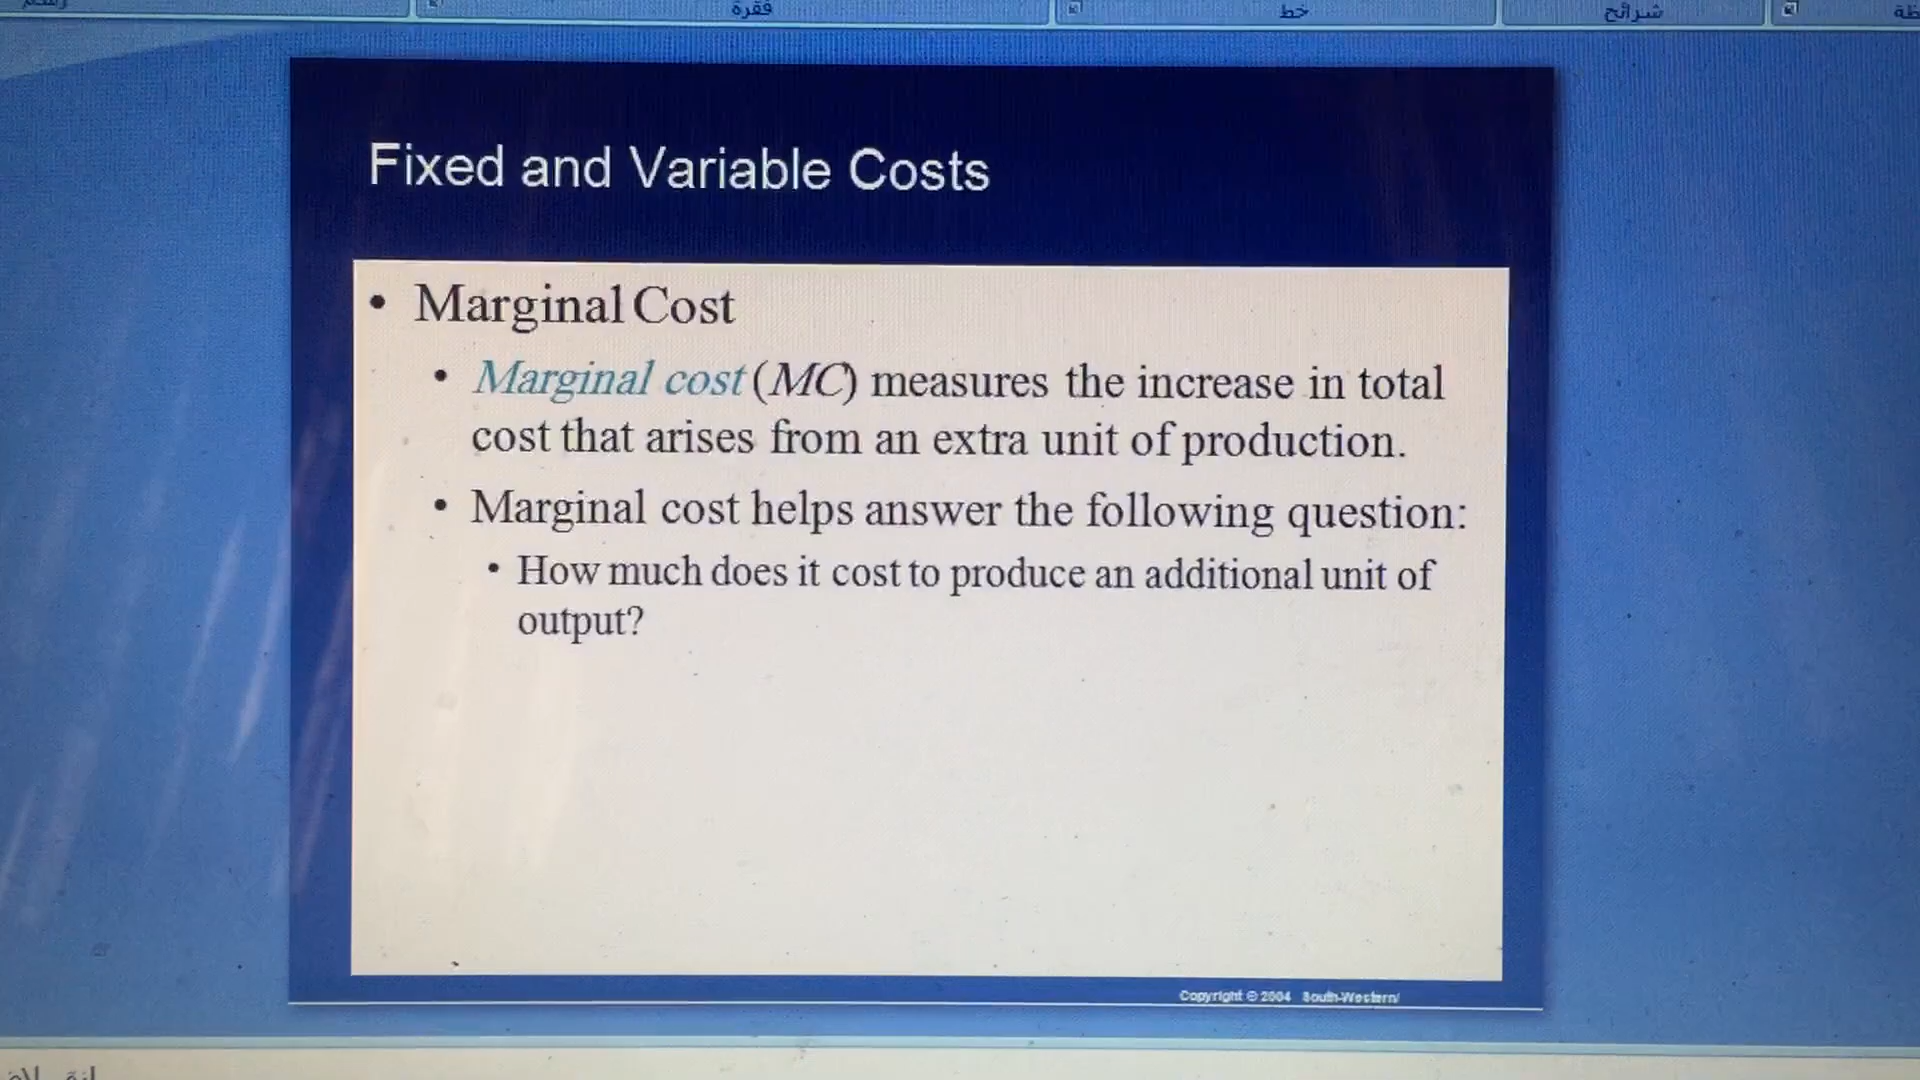 فقرة
خط
شرائح
Fixed and Variable Costs
• Marginal Cost
• Marginal cost (MC) measures the increase in total
cost that arises from an extra unit of production.
• Marginal cost helps answer the following question:
• How much does it cost to produce an additional unit of
output?
Copyright © 2004 South-Western/